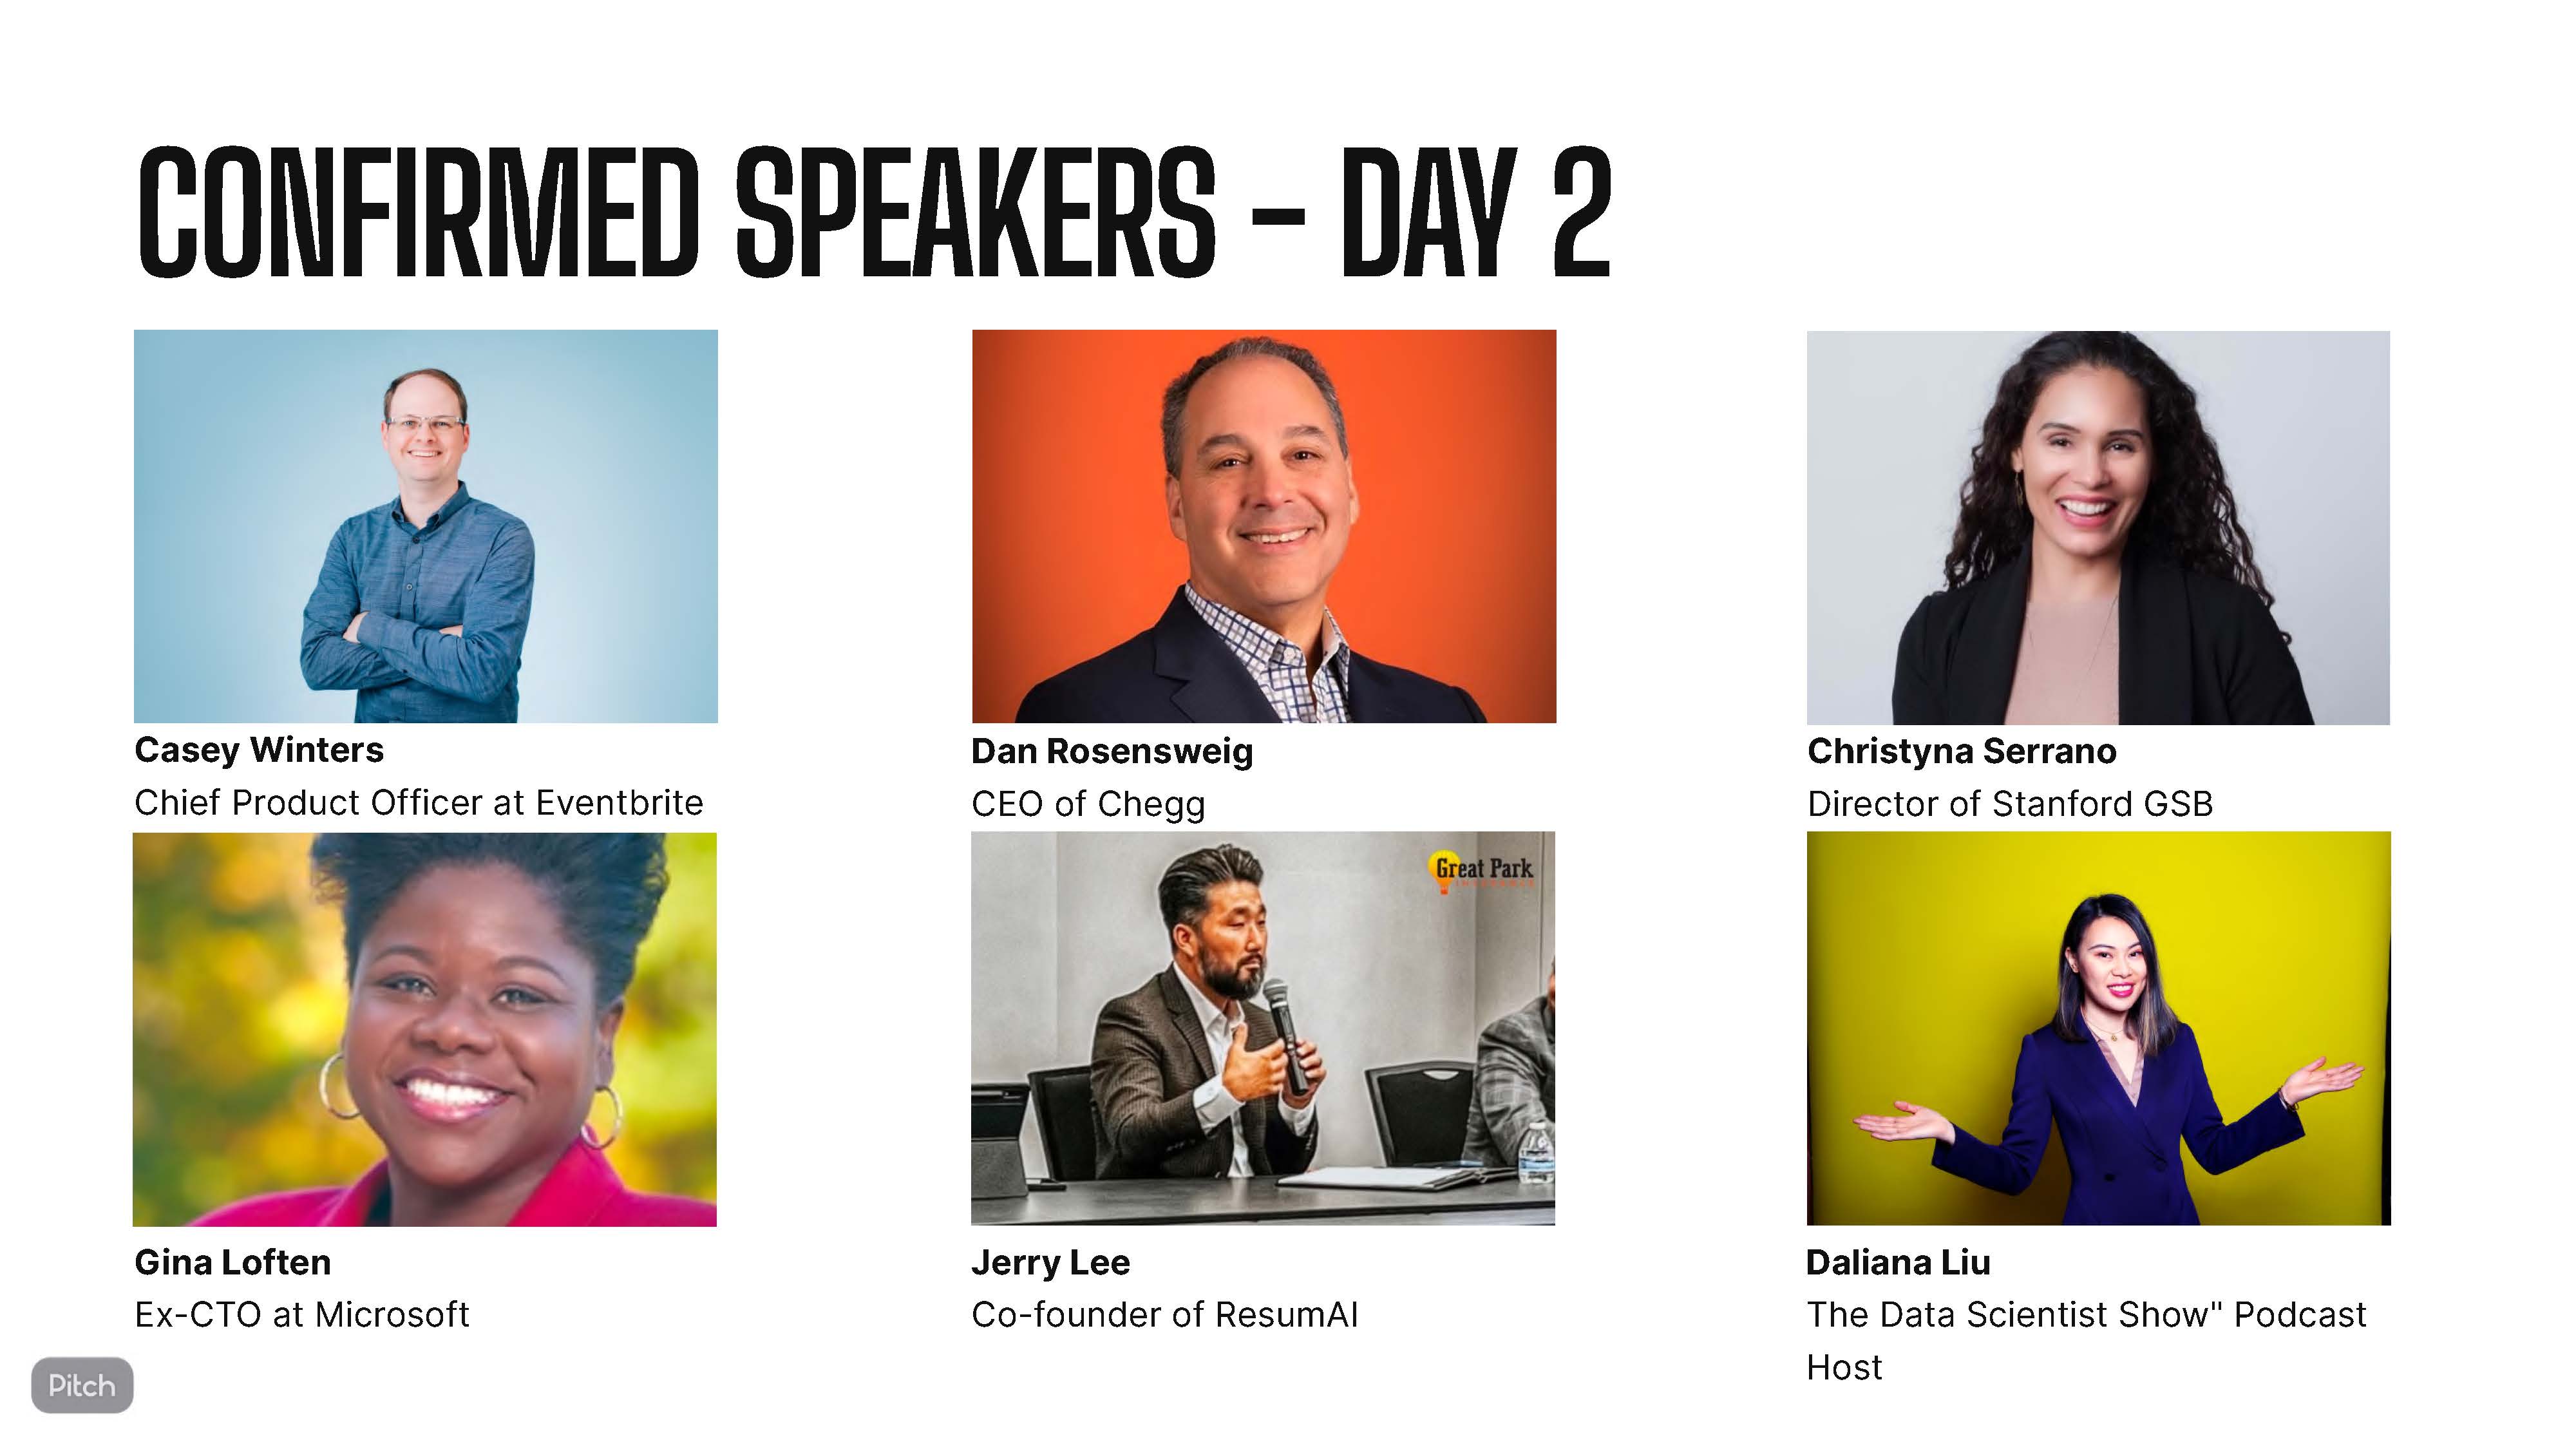 CONFIRMED SPEAKERS – DAY 2
Casey Winters
Chief Product Officer at Eventbrite
Dan Rosensweig
CEO of Chegg
Christyna Serrano
Director of Stanford GSB
Great Park
Gina Loften
Ex-CTO at Microsoft
Jerry Lee
Co-founder of ResumAI
Daliana Liu
The Data Scientist Show" Podcast
Host
Pitch